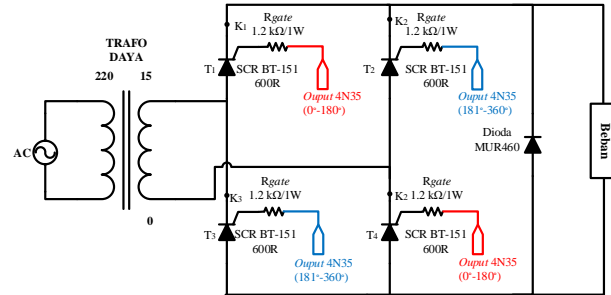 K1
Rgate
1.2 kΩ/1W
K2
Rgate
1.2 kΩ/1W
TRAFO
DAYA
220
15
T1
SCR BT-151
600R
T2
SCR BT-151
600R
Ouput 4N35
(0°-180°)
Ouput 4N35
(181°-360°)
AC
Dioda
MUR460
Beban
0
K3
Rgate
1.2 kΩ/1W
K2
Rgate
1.2 kΩ/1W
T3
SCR BT-151
600R
T4
SCR BT-151
600R
Ouput 4N35
(181°-360°)
Ouput 4N35
(0°-180°)